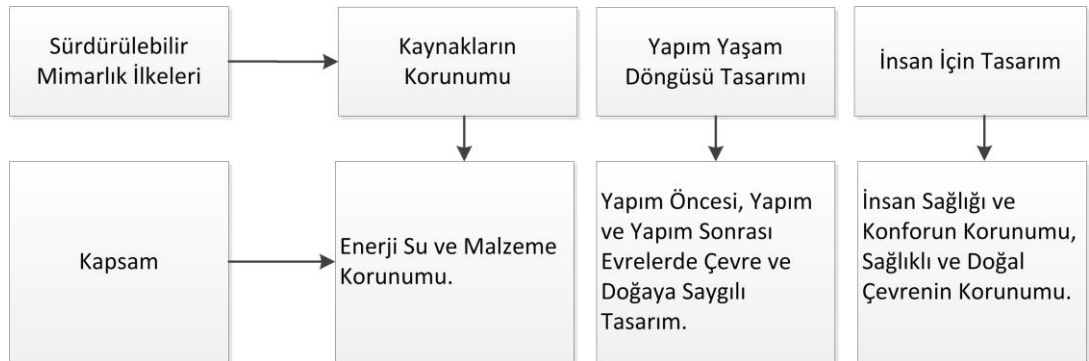 Sürdürülebilir
Mimarlık İlkeleri
Kaynakların
Korunumu
Yapım Yaşam
Döngüsü Tasarımı
İnsan İçin Tasarım
Kapsam
Enerji Su ve Malzeme
Korunumu.
Yapım Öncesi, Yapım
ve Yapım Sonrası
Evrelerde Çevre ve
Doğaya Saygılı
Tasarım.
İnsan Sağlığı ve
Konforun Korunumu,
Sağlıklı ve Doğal
Çevrenin Korunumu.